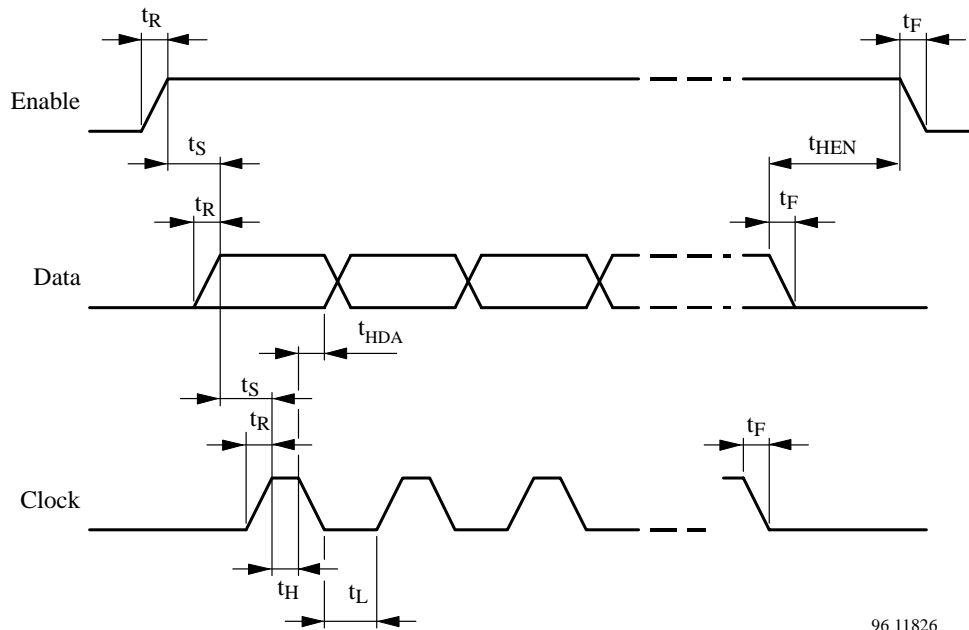 tR
tF
Enable
tS
tHEN
tR
tF
Data
tHDA
tS
tR
tF
Clock
tH
tL
96 11826